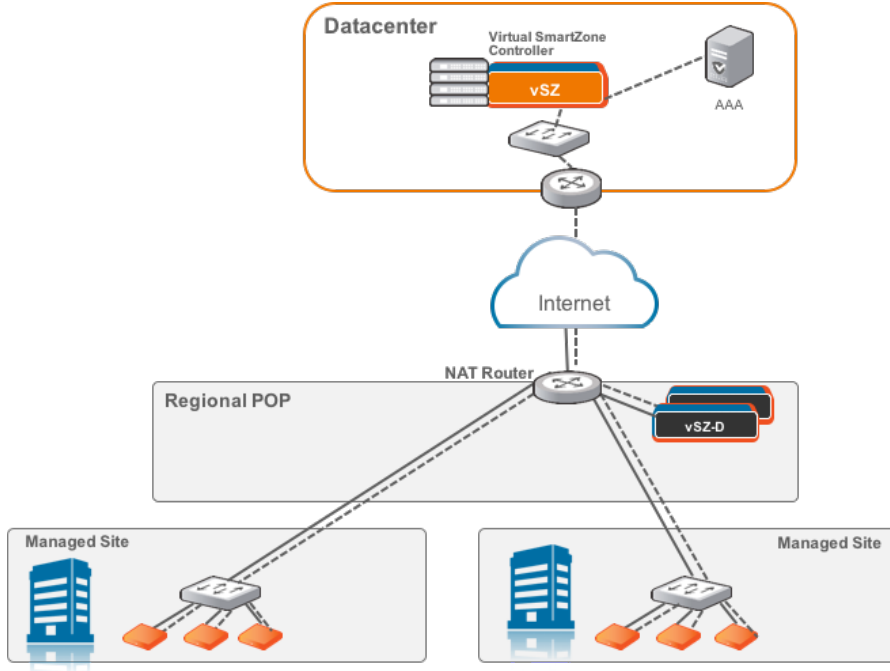 Datacenter
Virtual SmartZone
Controller
vSZ
AAA
Internet
NAT Router
Regional POP
vSZ-D
Managed Site
Managed Site